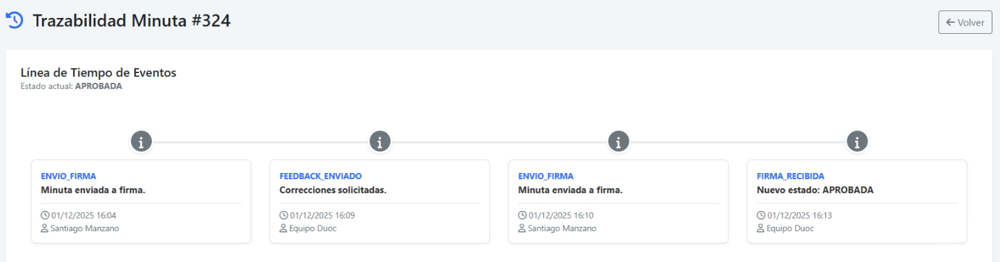 Trazabilidad Minuta #324
Volver
Línea de Tiempo de Eventos
Estado actual: APROBADA
ENVIO_FIRMA
Minuta enviada a firma.
01/12/2025 16:04
Santiago Manzano
FEEDBACK_ENVIADO
Correcciones solicitadas.
01/12/2025 16:09
Equipo Duoc
ENVIO_FIRMA
Minuta enviada a firma.
01/12/2025 16:10
Santiago Manzano
FIRMA_RECIBIDA
Nuevo estado: APROBADA
01/12/2025 16:13
Equipo Duoc